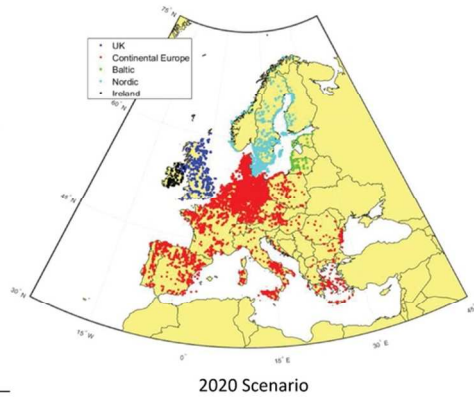 75° N
UK
Continental Europe
Baltic
Nordic
Ireland
60° N
45° N
30° N
15° W
0°
15° E
30° E
45
2020 Scenario